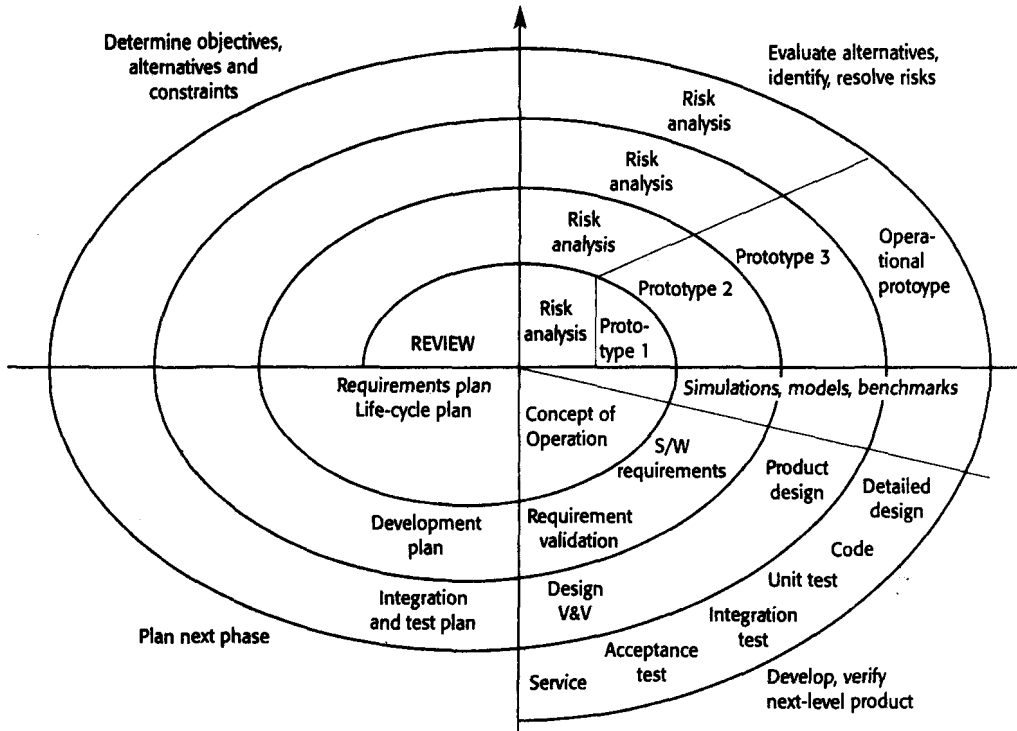 Determine objectives,
alternatives and
constraints
Evaluate alternatives,
identify, resolve risks
Risk
analysis
Risk
analysis
Risk
analysis
Risk
analysis
Proto-
type 1
Prototype 2
Prototype 3
Opera-
tional
protoype
REVIEW
Requirements plan
Life-cycle plan
Simulations, models, benchmarks
Concept of
Operation
S/W
requirements
Product
design
Detailed
design
Development
plan
Requirement
validation
Code
Unit test
Integration
and test plan
Design
V&V
Integration
test
Acceptance
test
Service
Plan next phase
Develop, verify
next-level product